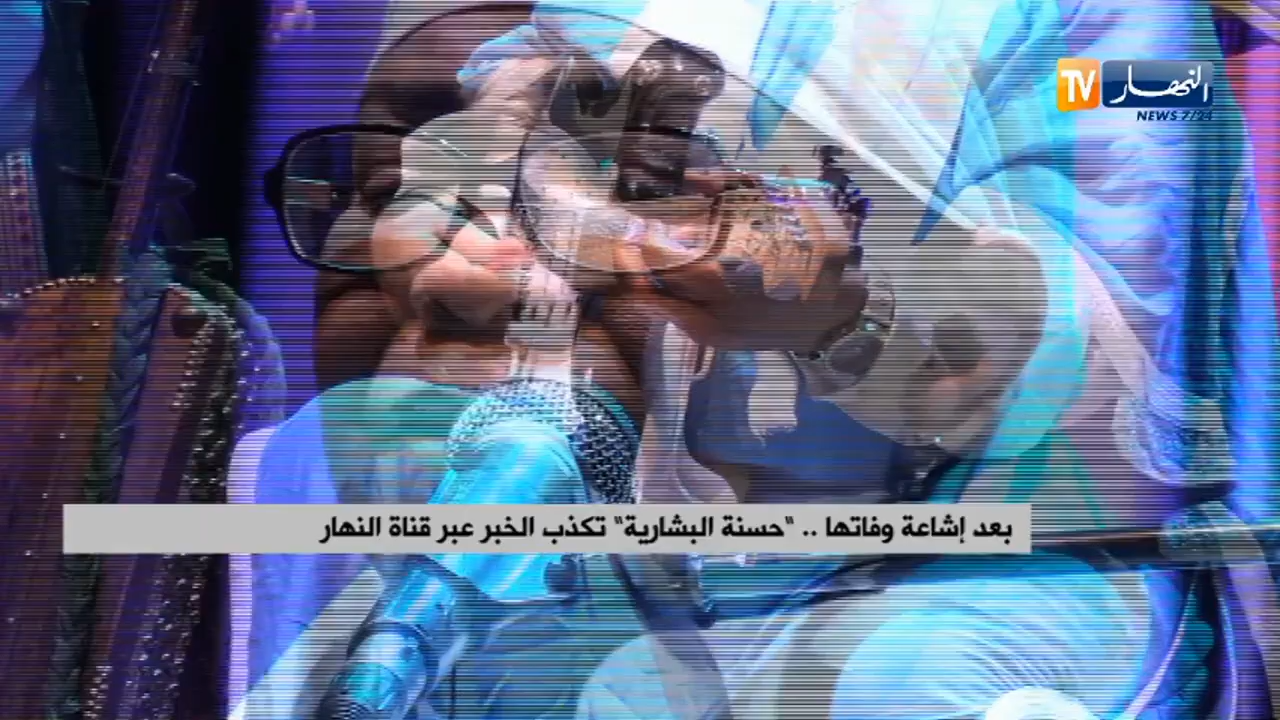 TV النهار
NEWS 7/24
بعد إشاعة وفاتها .. "حسنة البشارية" تكذب الخبر عبر قناة النهار